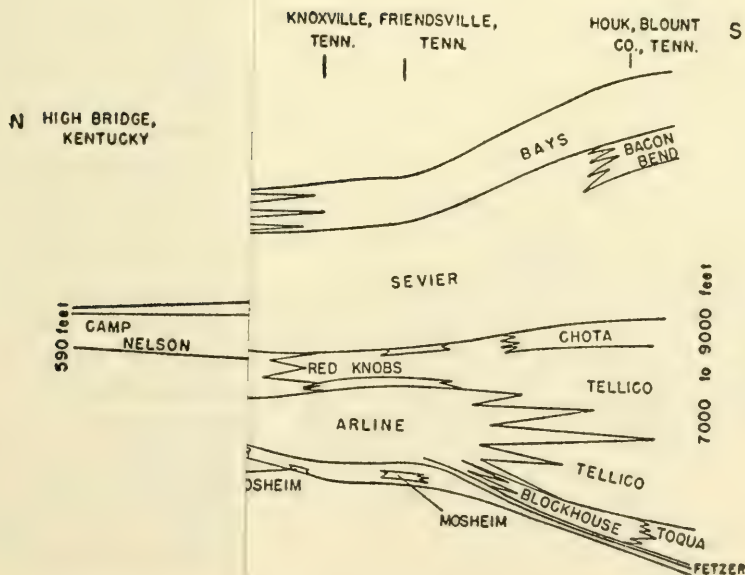 KNOXVILLE, FRIENDSVILLE,
TENN. TENN.
HOUK, BLOUNT
CO., TENN.
S
N HIGH BRIDGE,
KENTUCKY
BAYS
BACON
BEND
SEVIER
590 feet
CAMP
NELSON
CHOTA
RED KNOBS
TELLICO
7000 to 9000 feet
ARLINE
TELLICO
OSHEIM
MOSHEIM
BLOCKHOUSE
TOQUA
FETZER